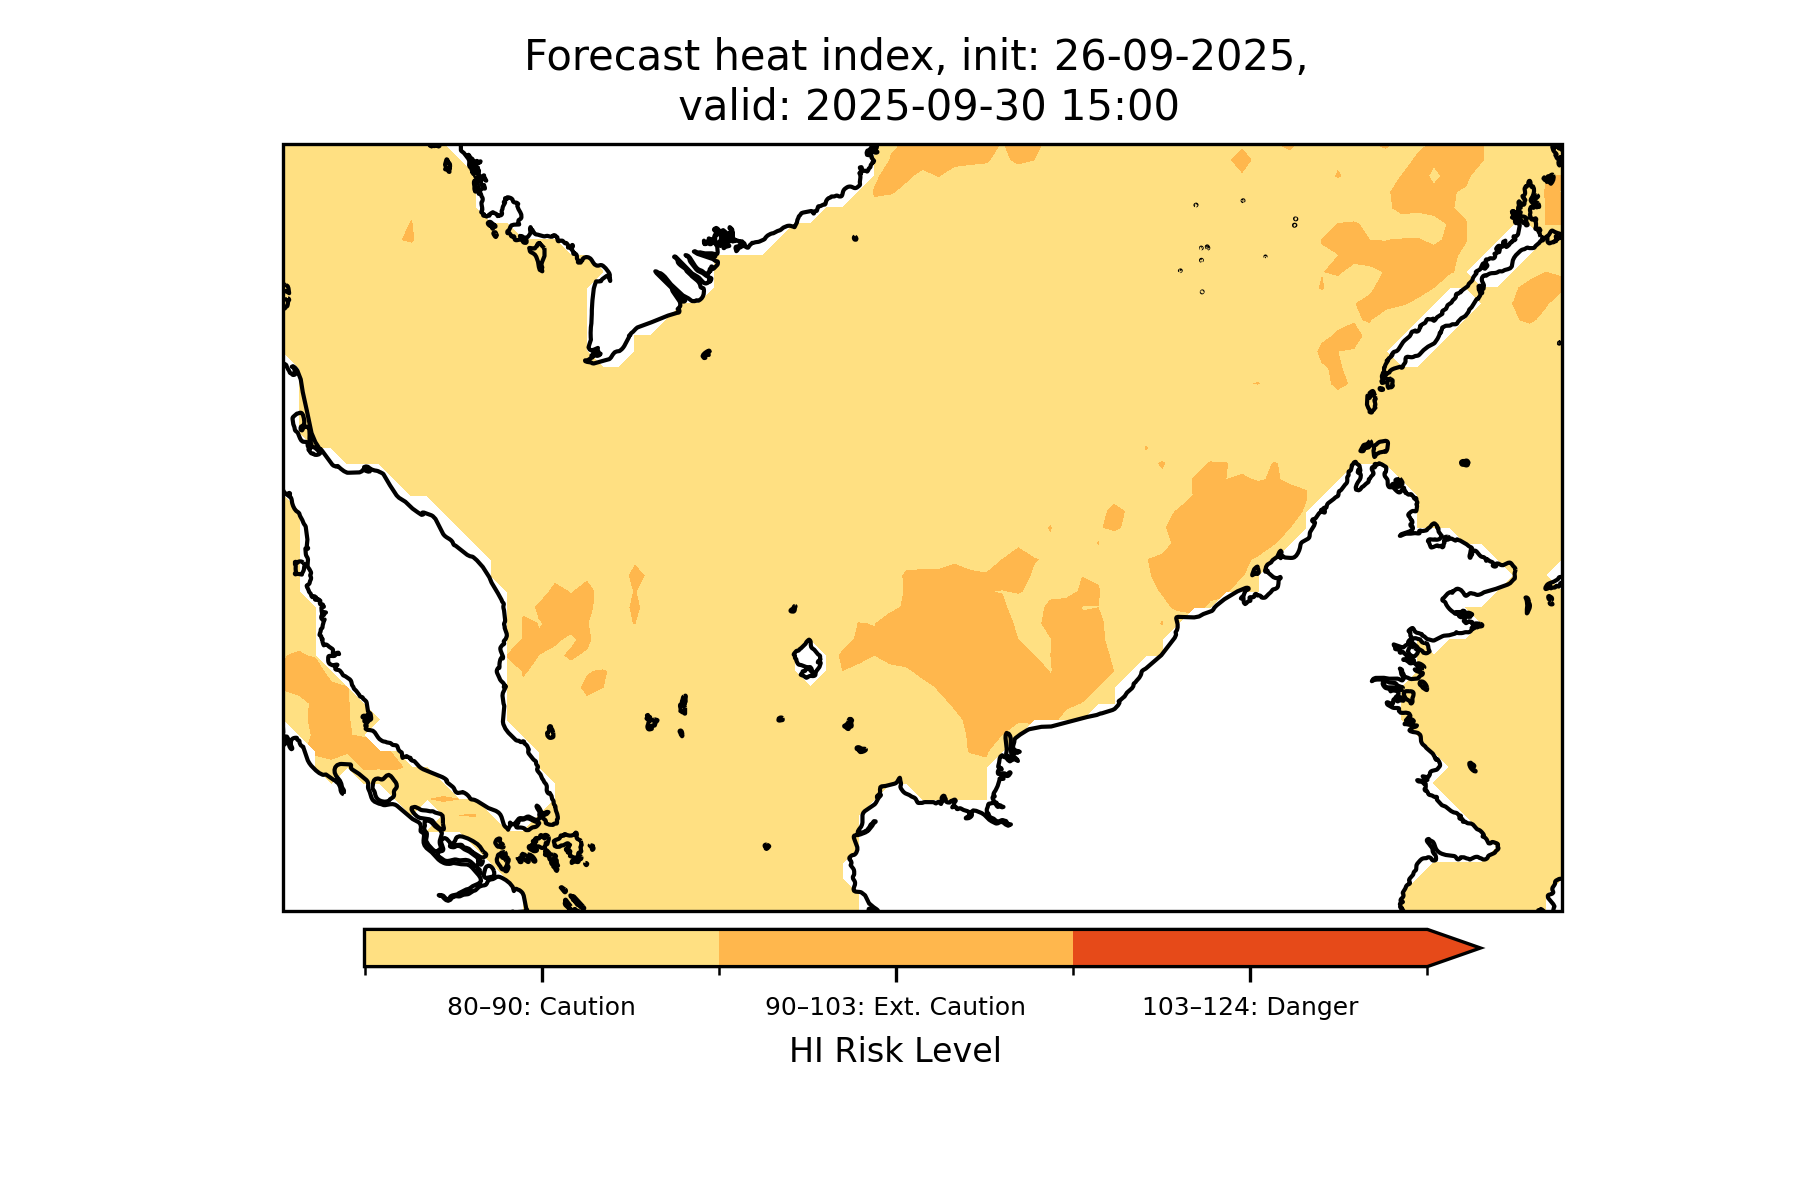 Forecast heat index, init: 26-09-2025,
valid: 2025-09-30 15:00
80–90: Caution
90–103: Ext. Caution
103–124: Danger
HI Risk Level